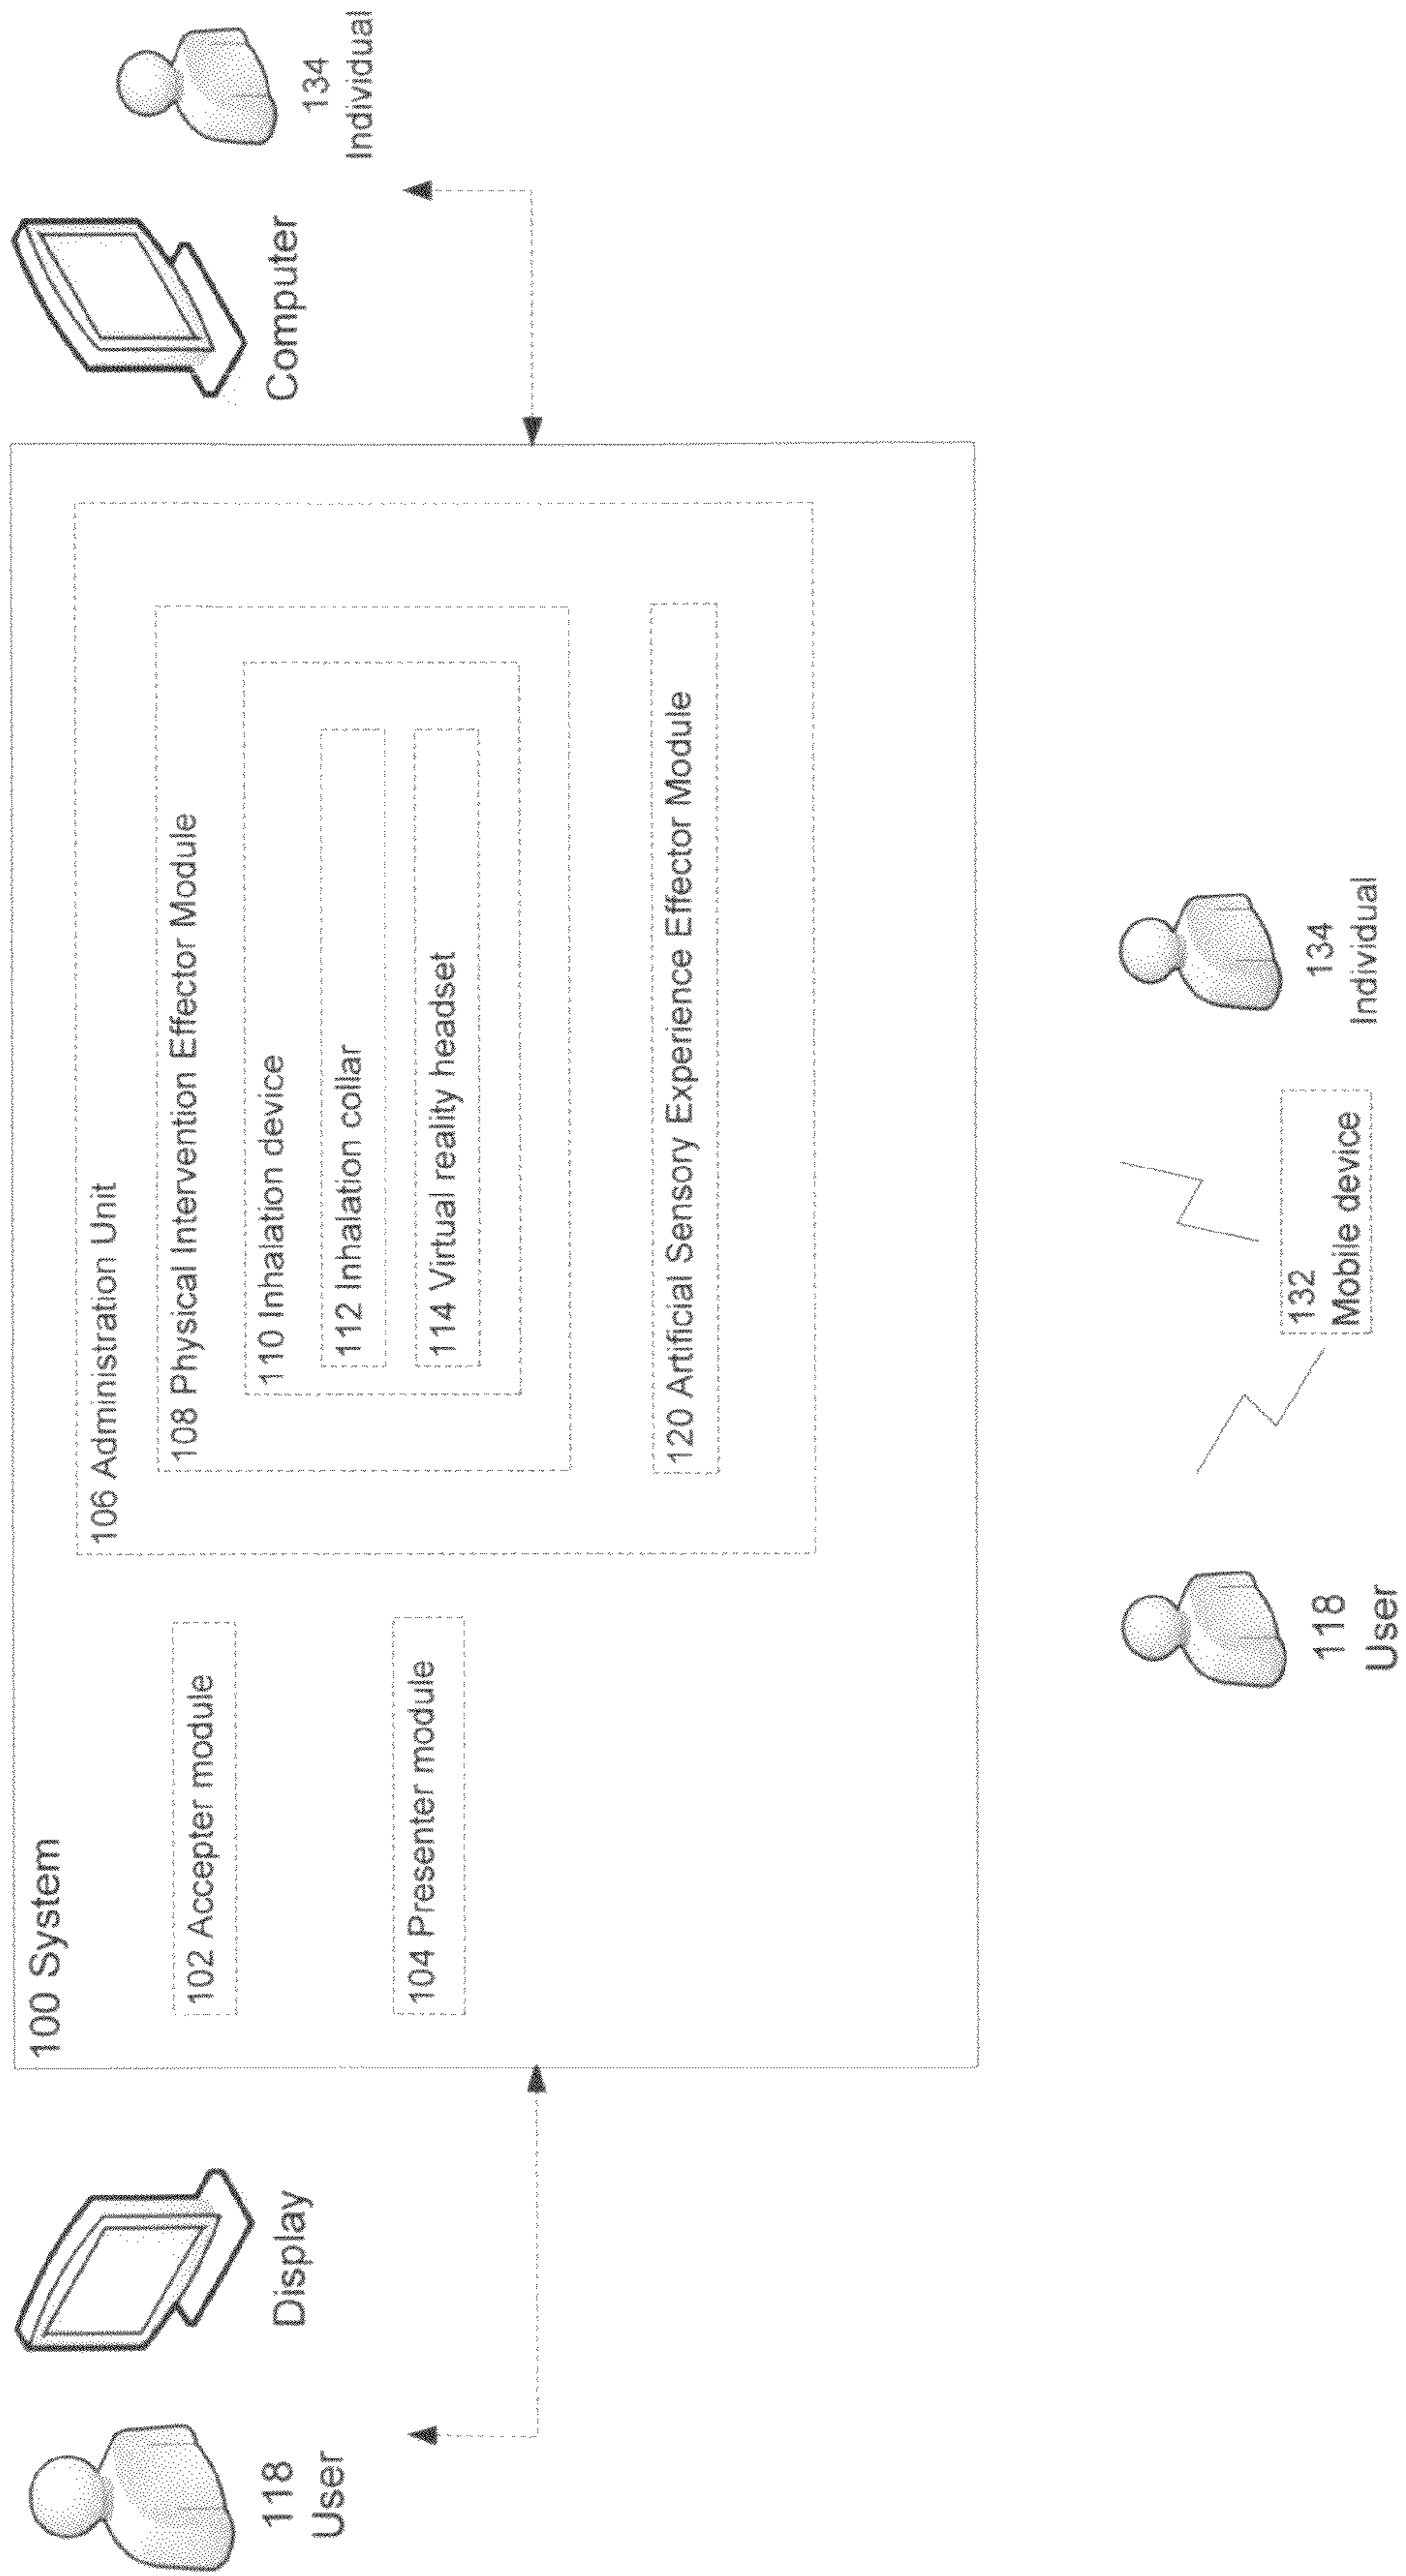 100 System
102 Accepter module
104 Presenter module
106 Administration Unit
108 Physical Intervention Effector Module
110 Inhalation device
112 Inhalation collar
114 Virtual reality headset
120 Artificial Sensory Experience Effector Module
118
User
Display
Computer
134
Individual
118
User
132
Mobile device
134
Individual